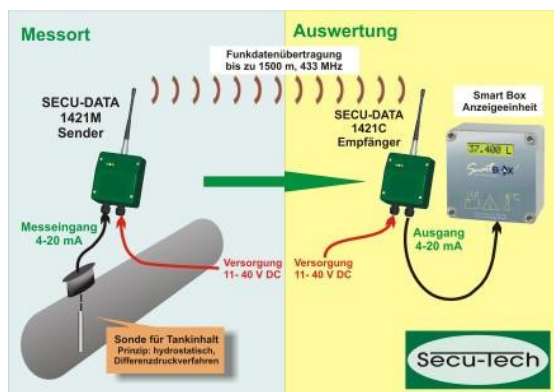 Messort
Auswertung
Funkdatenübertragung
bis zu 1500 m, 433 MHz
SECU-DATA
1421M
Sender
SECU-DATA
1421C
Empfänger
Smart Box
Anzeigeeinheit
37.400 L
Smart BOX
Messeingang
4-20 mA
Versorgung
11- 40 V DC
Versorgung
11- 40 V DC
Ausgang
4-20 mA
Sonde für Tankinhalt
Prinzip: hydrostatisch,
Differenzdruckverfahren
Secu-Tech